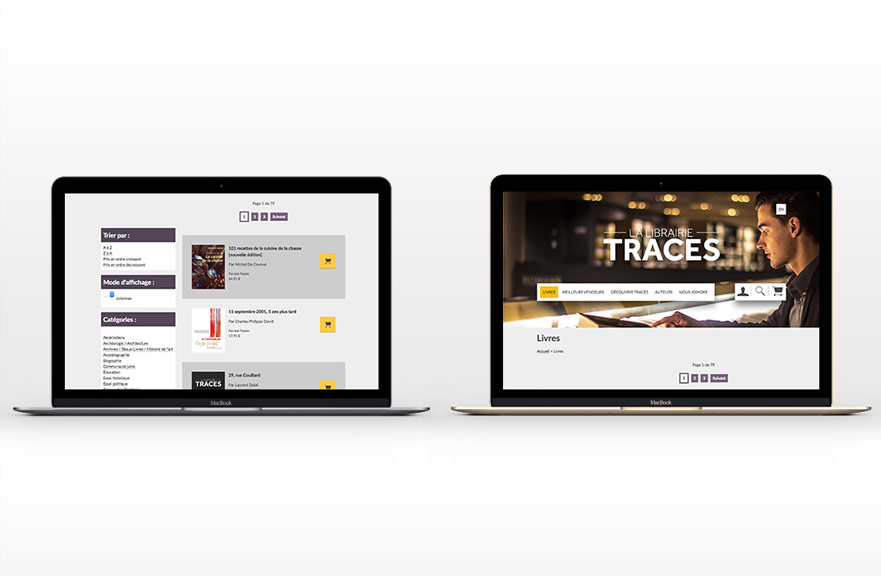 Page 1 de 79
1 2 3 Suivant
Trier par :
A à Z
Z à A
Prix en ordre croissant
Prix en ordre décroissant
Mode d'affichage :
colonnes
Catégories :
Amérindiens
Archéologie / Architecture
Archives / Beaux-Livres / Histoire de l'art
Autobiographie
Biographie
Communauté juive
Éducation
Essai historique
Essai politique
101 recettes de la cuisine de la chasse
(nouvelle édition)
Par Michel De Courval
Format Papier
11 septembre 2001, 5 ans plus tard
Par Charles-Philippe David
Format Papier
17.95 $
TRACES
29, rue Couillard
Par Laurent Dubé
MacBook
EN
LA LIBRAIRIE
TRACES
LIVRES MEILLEURS VENDEURS DÉCOUVRIR TRACES AUTEURS NOUS JOINDRE
Livres
Accueil > Livres
Page 1 de 79
1 2 3 Suivant
MacBook